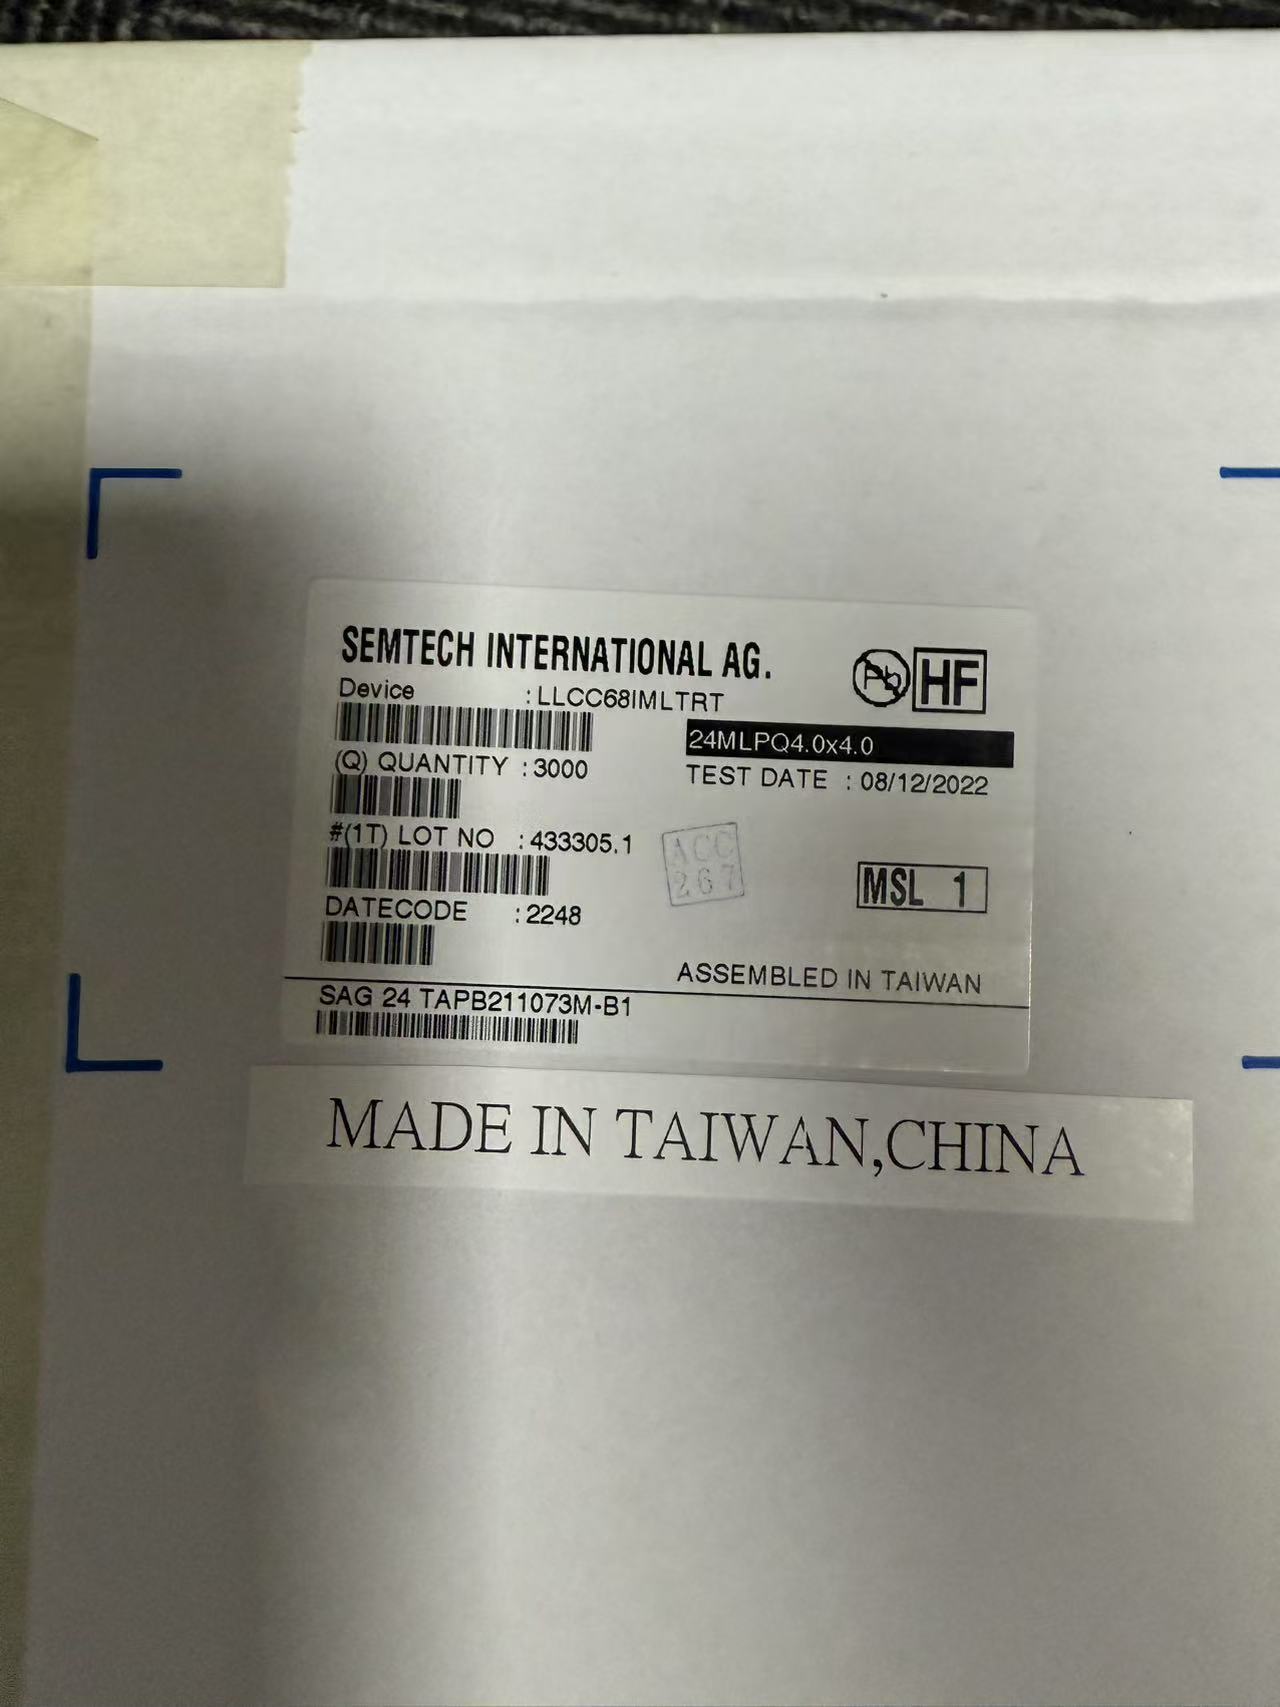 SEMTECH INTERNATIONAL AG.
Pb HF
Device : LLCC68IMLTRT
24MLPQ4.0x4.0
(Q) QUANTITY : 3000
TEST DATE : 08/12/2022
#(1T) LOT NO : 433305.1
ACC
267
MSL 1
DATECODE : 2248
ASSEMBLED IN TAIWAN
SAG 24 TAPB211073M-B1
MADE IN TAIWAN,CHINA